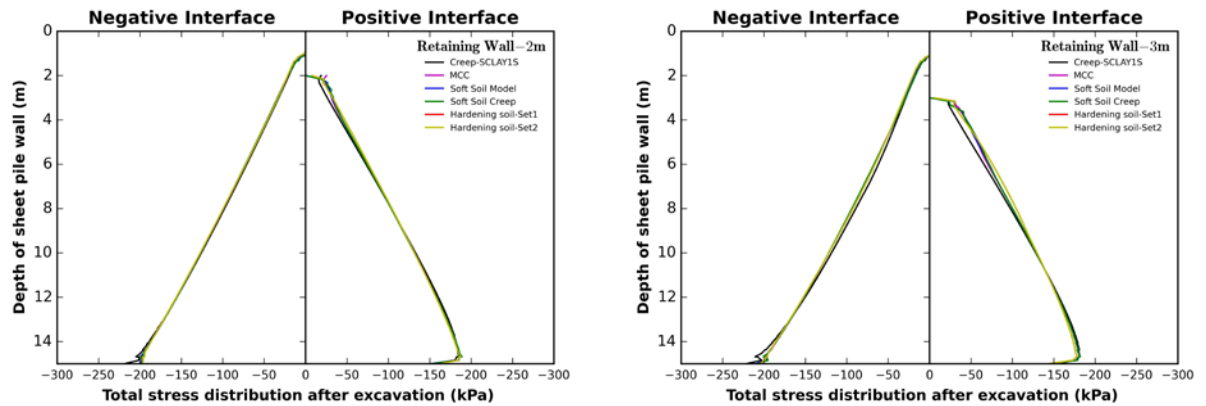 Negative Interface Positive Interface
Retaining Wall−2m
Creep-SCLAY1S
MCC
Soft Soil Model
Soft Soil Creep
Hardening soil-Set1
Hardening soil-Set2
0
2
4
6
8
10
12
14
Depth of sheet pile wall (m)
−300 −250 −200 −150 −100 −50 0 −50 −100 −150 −200 −250 −300
Total stress distribution after excavation (kPa)
Negative Interface Positive Interface
Retaining Wall−3m
Creep-SCLAY1S
MCC
Soft Soil Model
Soft Soil Creep
Hardening soil-Set1
Hardening soil-Set2
0
2
4
6
8
10
12
14
Depth of sheet pile wall (m)
−300 −250 −200 −150 −100 −50 0 −50 −100 −150 −200 −250 −300
Total stress distribution after excavation (kPa)